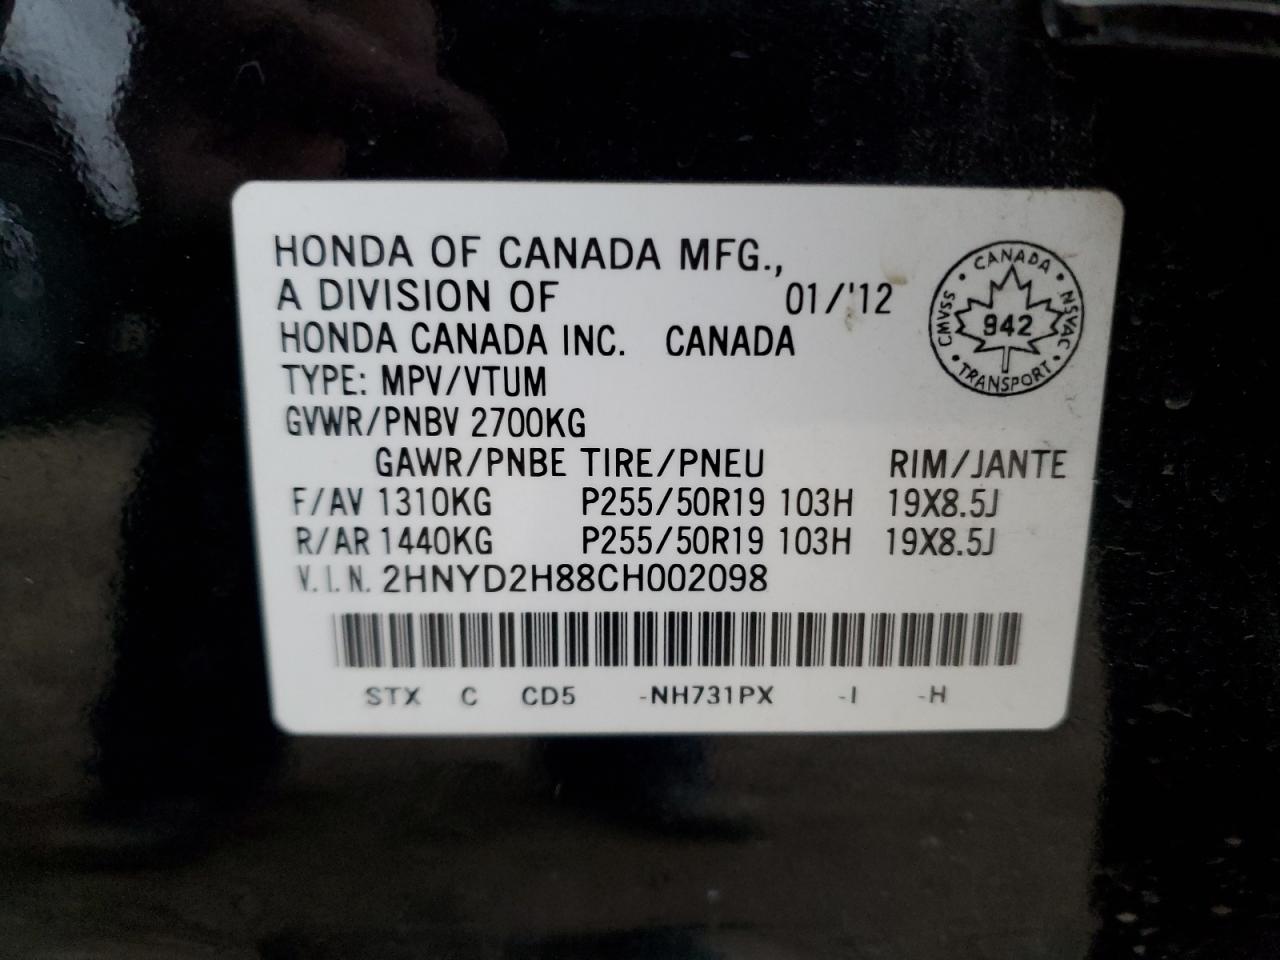 HONDA OF CANADA MFG.,
A DIVISION OF 01/'12
HONDA CANADA INC. CANADA
TYPE: MPV/VTUM
GVWR/PNBV 2700KG
GAWR/PNBE TIRE/PNEU RIM/JANTE
F/AV 1310KG P255/50R19 103H 19X8.5J
R/AR 1440KG P255/50R19 103H 19X8.5J
V.I.N. 2HNYD2H88CH002098
STX C CD5 -NH731PX -I -H
CANADA
CMVSS 942 NSVAC
TRANSPORT